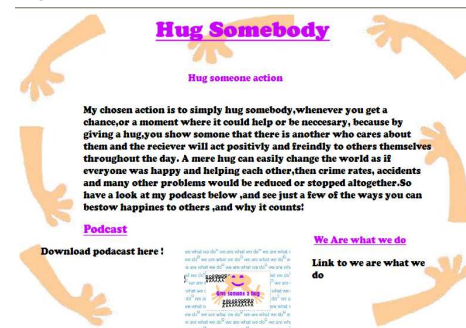 Hug Somebody
Hug someone action
My chosen action is to simply hug somebody,whenever you get a
chance,or a moment where it could help or be neccesary, because by
giving a hug,you show somone that there is another who cares about
them and the reciever will act positivly and freindly to others themselves
throughout the day. A mere hug can easily change the world as if
everyone was happy and helping each other,then crime rates, accidents
and many other problems would be reduced or stopped altogether.So
have a look at my podcast below ,and see just a few of the ways you can
bestow happines to others ,and why it counts!
Podcast
Download podacast here !
Give someone a hug
We Are what we do
Link to we are what we
do